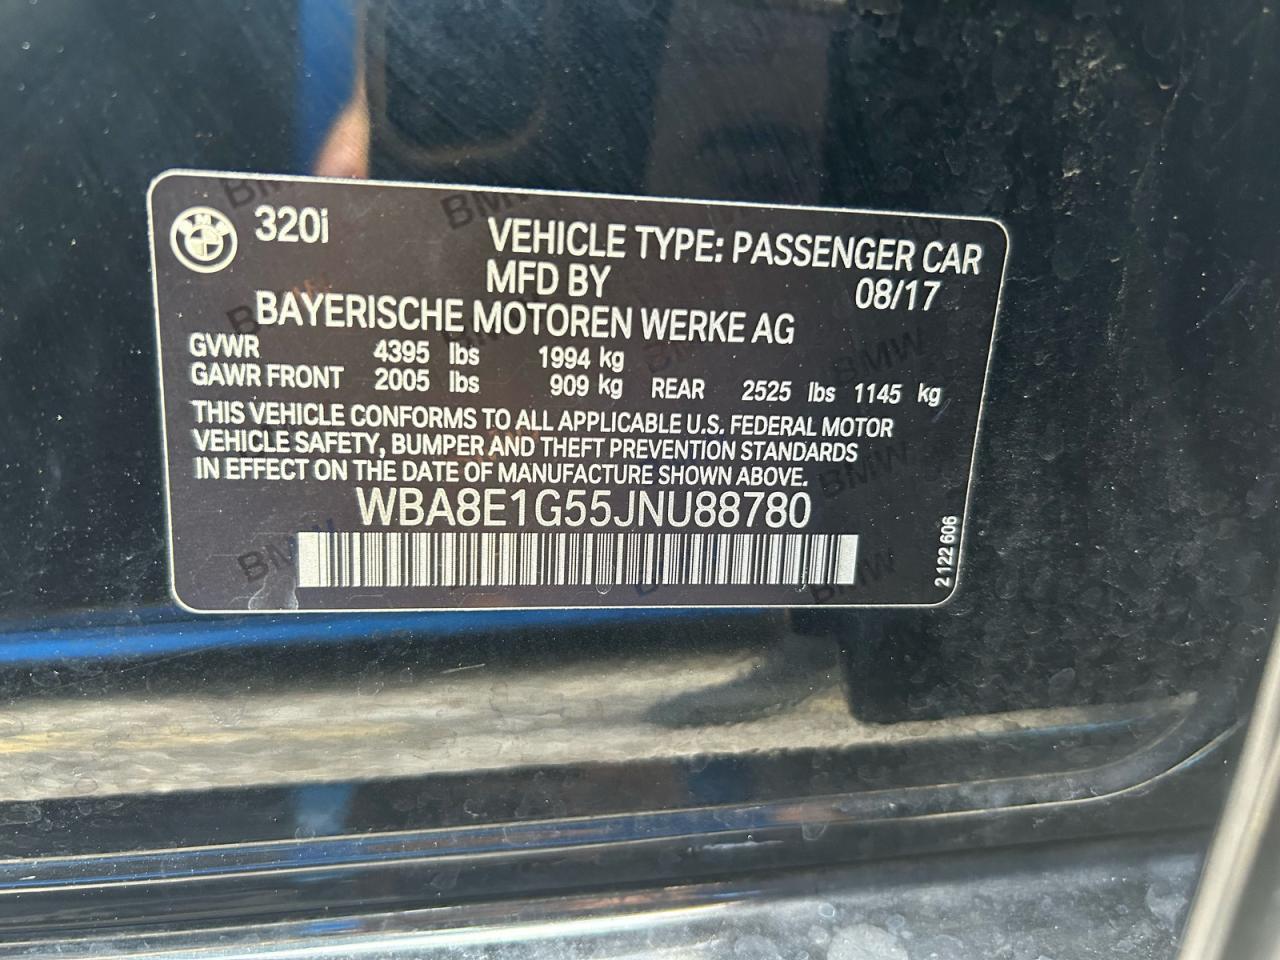 320i
VEHICLE TYPE: PASSENGER CAR
MFD BY 08/17
BAYERISCHE MOTOREN WERKE AG
GVWR 4395 lbs 1994 kg
GAWR FRONT 2005 lbs 909 kg REAR 2525 lbs 1145 kg
THIS VEHICLE CONFORMS TO ALL APPLICABLE U.S. FEDERAL MOTOR
VEHICLE SAFETY, BUMPER AND THEFT PREVENTION STANDARDS
IN EFFECT ON THE DATE OF MANUFACTURE SHOWN ABOVE.
WBA8E1G55JNU88780
2 122 606